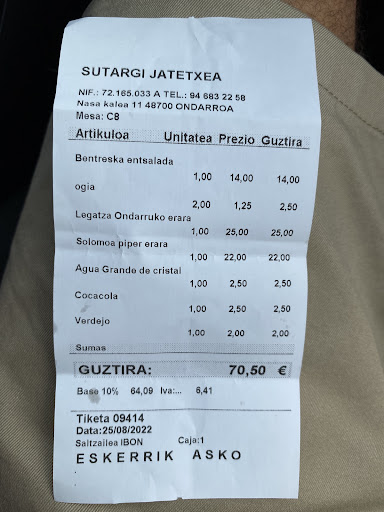 SUTARGI JATETXEA
NIF.: 72.165.033 A TEL.: 94 683 22 58
Nasa kalea 11 48700 ONDARROA
Mesa: C8
Artikuloa Unitatea Prezio Guztira
Bentreska entsalada
1,00 14,00 14,00
ogia
2,00 1,25 2,50
Legatza Ondarruko erara
1,00 25,00 25,00
Solomoa piper erara
1,00 22,00 22,00
Agua Grande de cristal
1,00 2,50 2,50
Cocacola
1,00 2,50 2,50
Verdejo
1,00 2,00 2,00
Sumas
GUZTIRA: 70,50 €
Base 10% 64,09 Iva:... 6,41
Tiketa 09414
Data:25/08/2022
Saltzailea IBON Caja:1
ESKERRIK ASKO